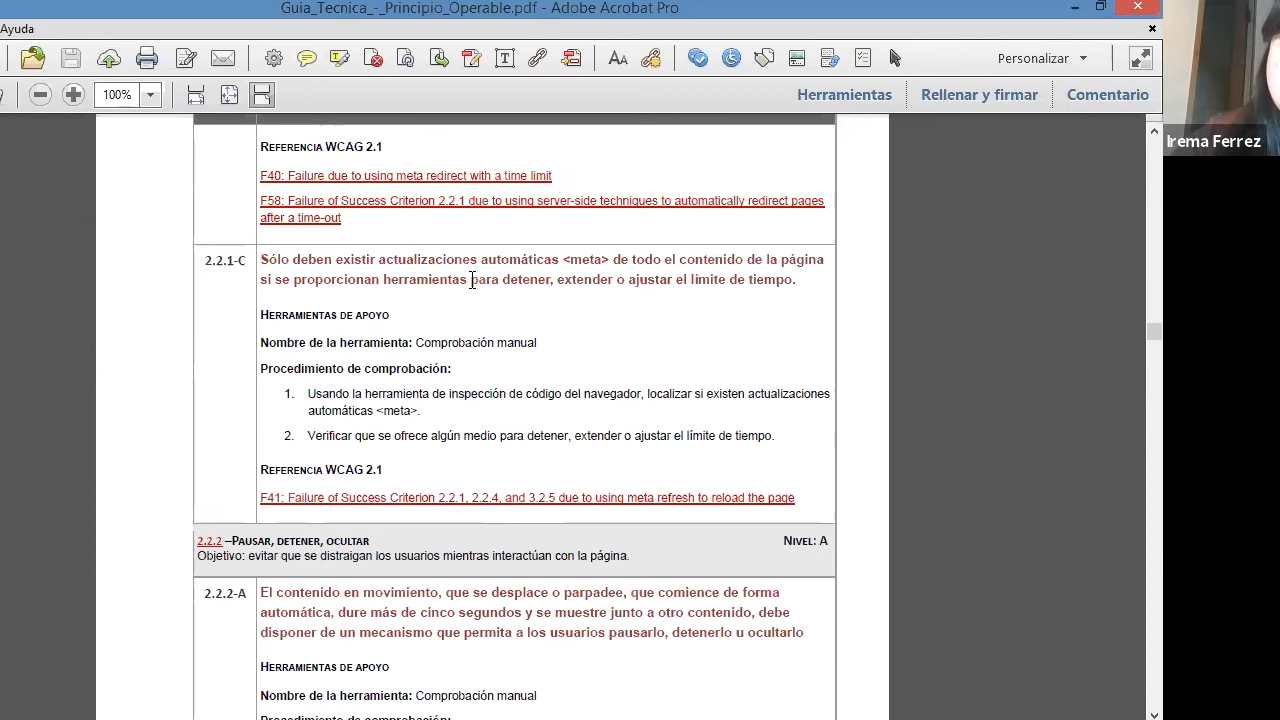 Guia_Tecnica_-_Principio_Operable.pdf - Adobe Acrobat Pro
Ayuda
Personalizar
100%
Herramientas
Rellenar y firmar
Comentario
Irema Ferrez
REFERENCIA WCAG 2.1
F40: Failure due to using meta redirect with a time limit
F58: Failure of Success Criterion 2.2.1 due to using server-side techniques to automatically redirect pages
after a time-out
2.2.1-C
Sólo deben existir actualizaciones automáticas <meta> de todo el contenido de la página
si se proporcionan herramientas para detener, extender o ajustar el límite de tiempo.
HERRAMIENTAS DE APOYO
Nombre de la herramienta: Comprobación manual
Procedimiento de comprobación:
1. Usando la herramienta de inspección de código del navegador, localizar si existen actualizaciones
automáticas <meta>.
2. Verificar que se ofrece algún medio para detener, extender o ajustar el límite de tiempo.
REFERENCIA WCAG 2.1
F41: Failure of Success Criterion 2.2.1, 2.2.4, and 3.2.5 due to using meta refresh to reload the page
2.2.2 –PAUSAR, DETENER, OCULTAR NIVEL: A
Objetivo: evitar que se distraigan los usuarios mientras interactúan con la página.
2.2.2-A
El contenido en movimiento, que se desplace o parpadee, que comience de forma
automática, dure más de cinco segundos y se muestre junto a otro contenido, debe
disponer de un mecanismo que permita a los usuarios pausarlo, detenerlo u ocultarlo
HERRAMIENTAS DE APOYO
Nombre de la herramienta: Comprobación manual
Procedimiento de comprobación: